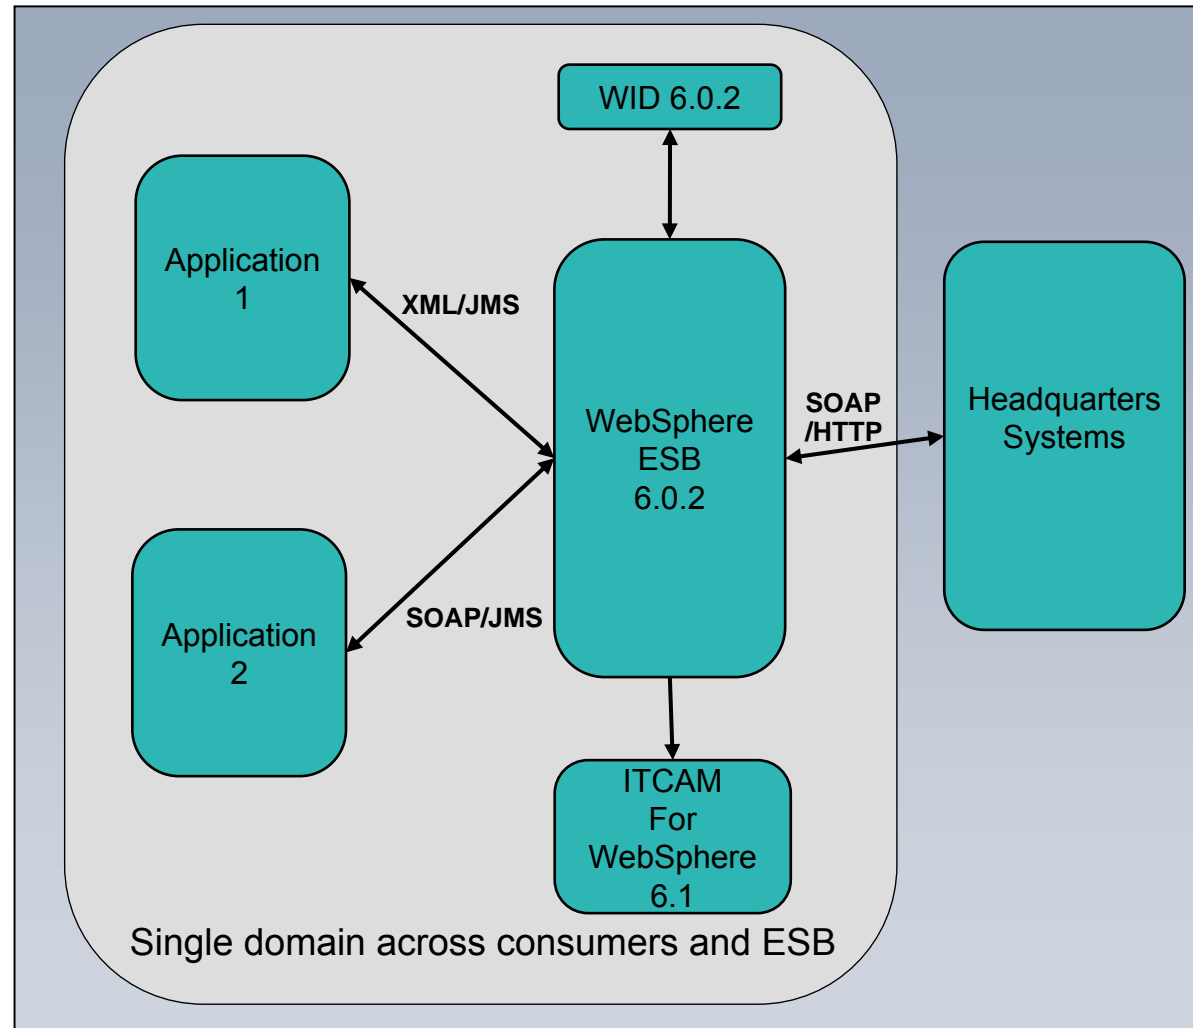 WID 6.0.2
Application
1
XML/JMS
WebSphere
ESB
6.0.2
SOAP
/HTTP
Headquarters
Systems
Application
2
SOAP/JMS
ITCAM
For
WebSphere
6.1
Single domain across consumers and ESB